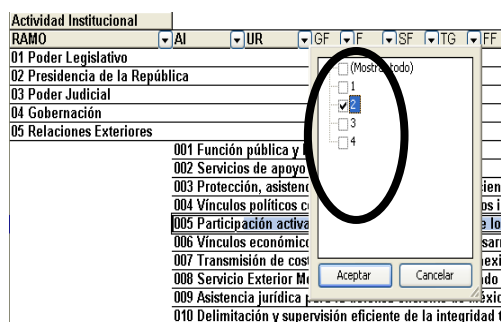 Actividad Institucional
RAMO AI UR GF F SF TG FF
01 Poder Legislativo
02 Presidencia de la República
03 Poder Judicial
04 Gobernación
05 Relaciones Exteriores
(Mostrar todo)
1
2
3
4
Aceptar Cancelar
001 Función pública y
002 Servicios de apoyo
003 Protección,
004 Vínculos políticos
005 Participación activa
006 Vínculos
007 Transmisión de
008 Servicio Exterior
009 Asistencia jurídica
010 Delimitación y supervisión eficiente de la integridad